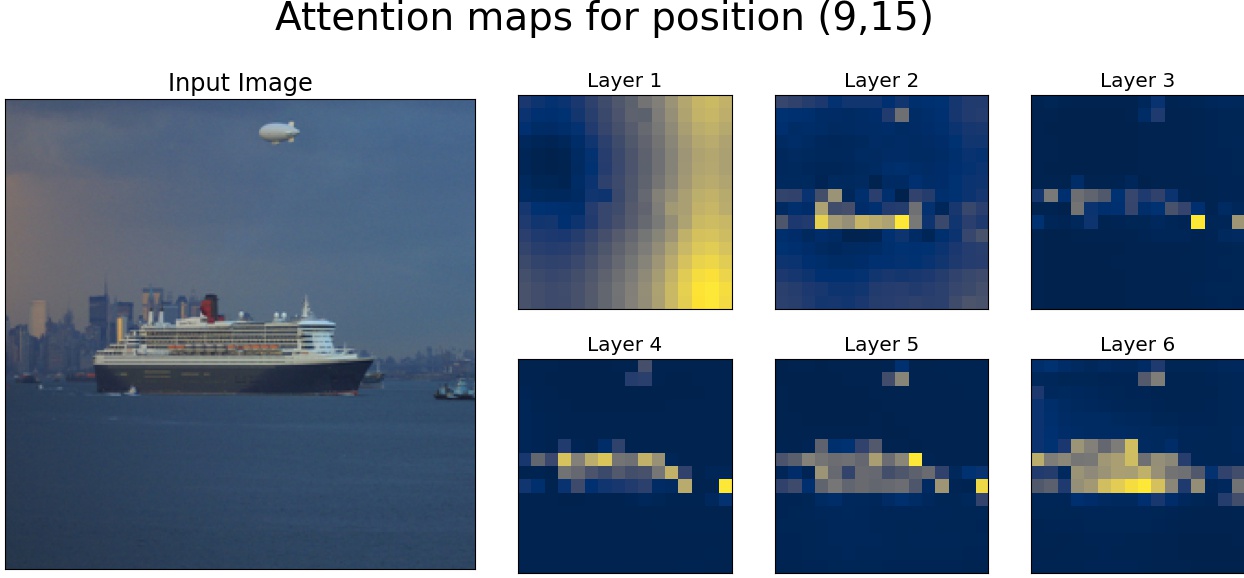 Attention maps for position (9,15)
Input Image
Layer 1
Layer 2
Layer 3
Layer 4
Layer 5
Layer 6